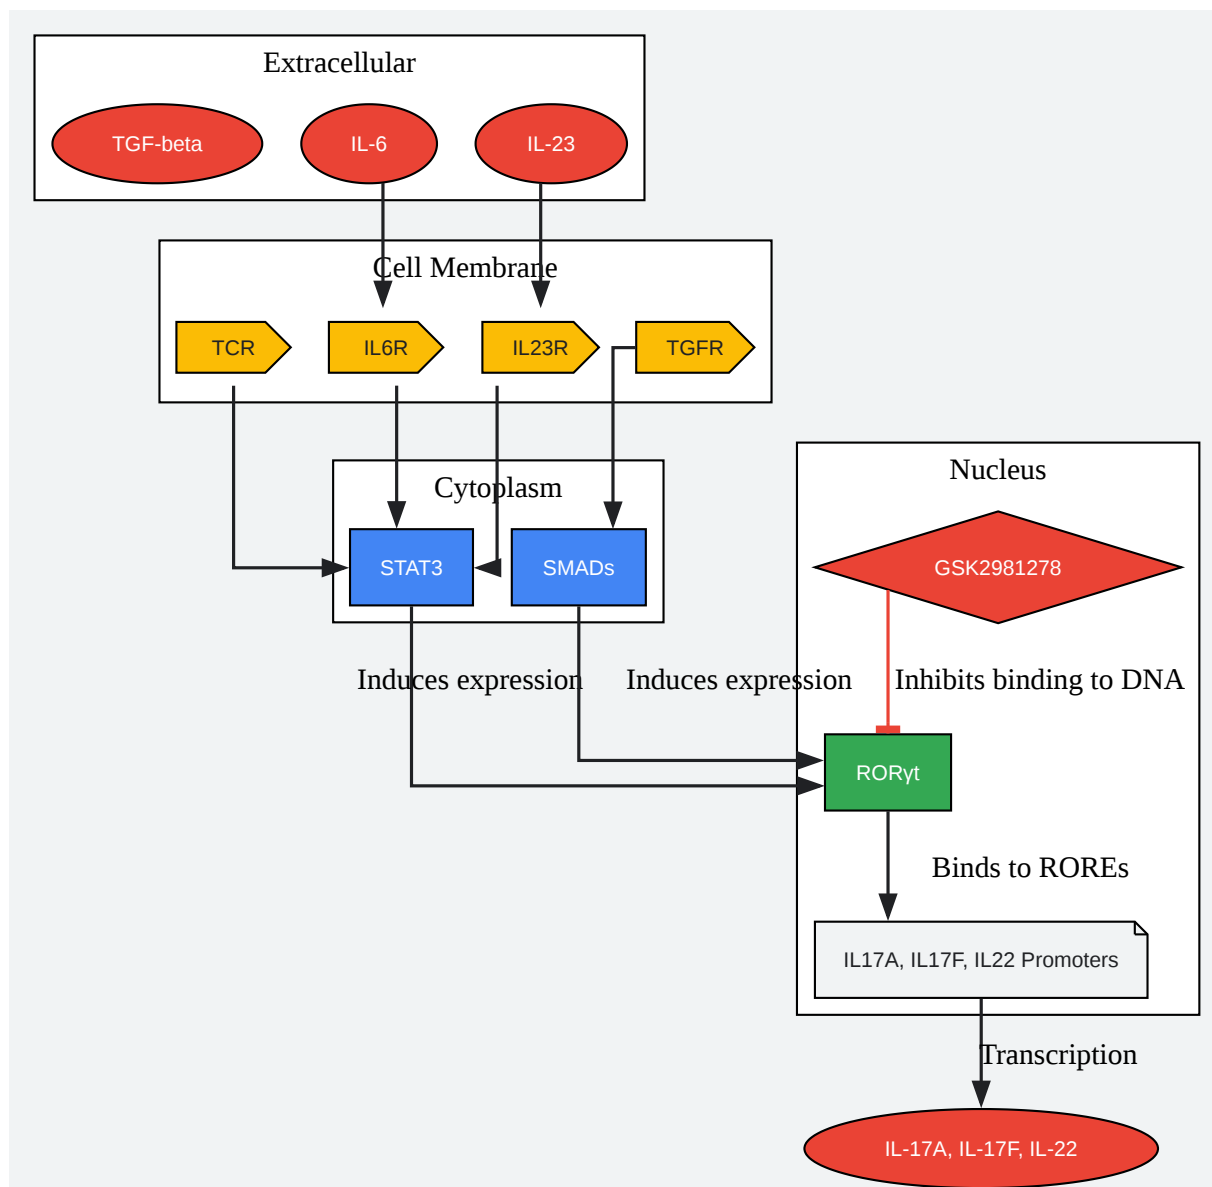 Extracellular
TGF-beta
IL-6
IL-23
Cell Membrane
TCR
IL6R
IL23R
TGFR
Cytoplasm
Nucleus
STAT3
SMADs
GSK2981278
Induces expression
Induces expression
Inhibits binding to DNA
RORγt
Binds to ROREs
IL17A, IL17F, IL22 Promoters
Transcription
IL-17A, IL-17F, IL-22